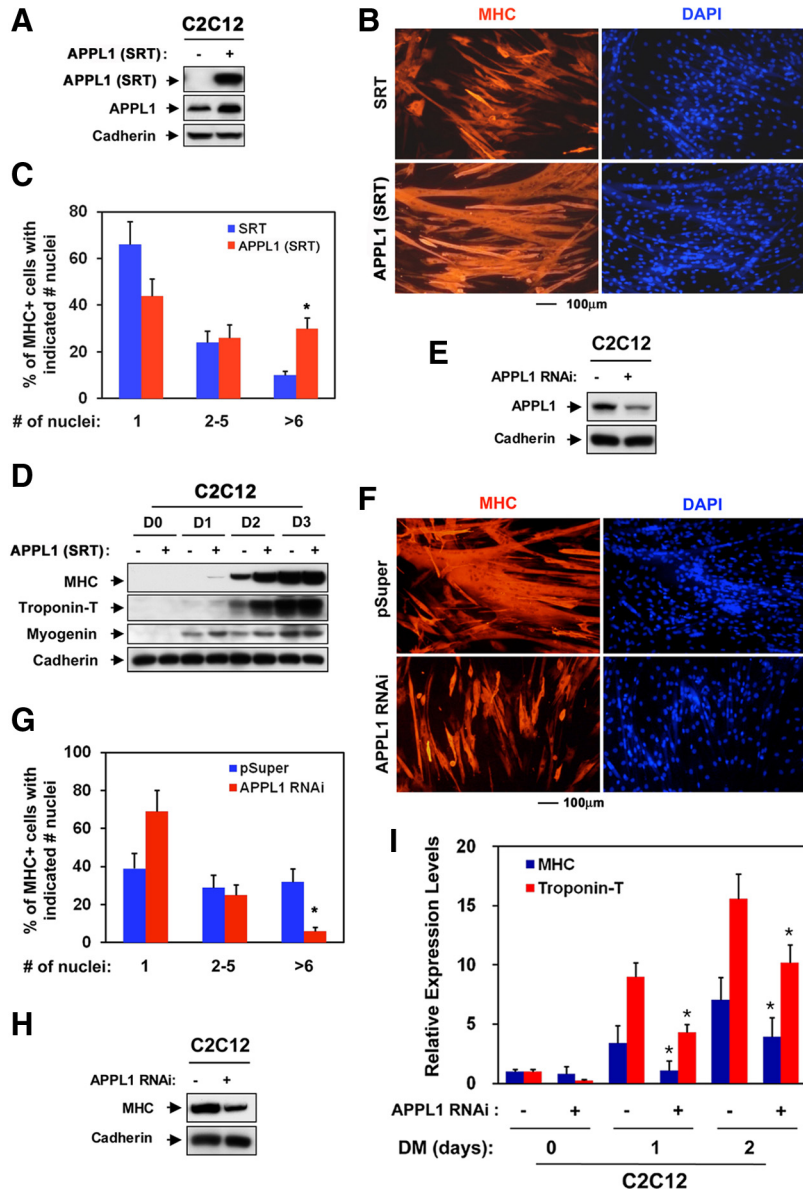 A
C2C12
APPL1 (SRT) : - +
APPL1 (SRT)
APPL1
Cadherin
B
MHC DAPI
SRT
APPL1 (SRT)
100µm
C
% of MHC+ cells with
indicated # nuclei
80
60
40
20
0
SRT
APPL1 (SRT)
*
# of nuclei: 1 2-5 >6
D
C2C12
D0 D1 D2 D3
APPL1 (SRT) : - + - + - + - +
MHC
Troponin-T
Myogenin
Cadherin
E
C2C12
APPL1 RNAi: - +
APPL1
Cadherin
F
MHC DAPI
pSuper
APPL1 RNAi
100µm
G
% of MHC+ cells with
indicated # nuclei
100
80
60
40
20
0
pSuper
APPL1 RNAi
*
# of nuclei: 1 2-5 >6
H
C2C12
APPL1 RNAi: - +
MHC
Cadherin
I
Relative Expression Levels
20
15
10
5
0
MHC
Troponin-T
* * * *
APPL1 RNAi : - + - + - +
DM (days): 0 1 2
C2C12